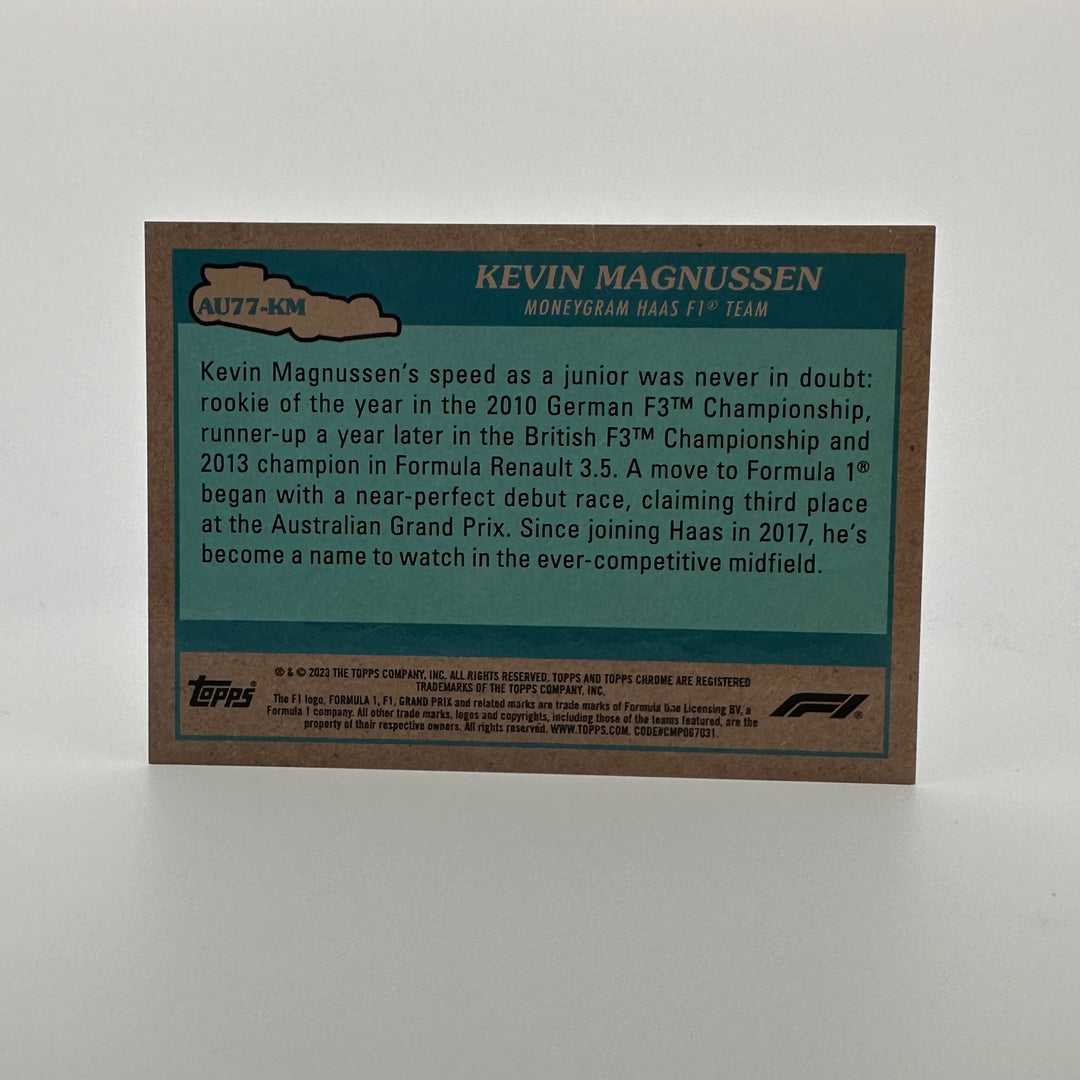 AU77-KM
KEVIN MAGNUSSEN
MONEYGRAM HAAS F1® TEAM
Kevin Magnussen's speed as a junior was never in doubt:
rookie of the year in the 2010 German F3™ Championship,
runner-up a year later in the British F3™ Championship and
2013 champion in Formula Renault 3.5. A move to Formula 1®
began with a near-perfect debut race, claiming third place
at the Australian Grand Prix. Since joining Haas in 2017, he's
become a name to watch in the ever-competitive midfield.
topps®
® & © 2023 THE TOPPS COMPANY, INC. ALL RIGHTS RESERVED. TOPPS AND TOPPS CHROME ARE REGISTERED
TRADEMARKS OF THE TOPPS COMPANY, INC.
The F1 logo, FORMULA 1, F1, GRAND PRIX and related marks are trade marks of Formula One Licensing BV, a
Formula 1 company. All other trade marks, logos and copyrights, including those of the teams featured, are the
property of their respective owners. All rights reserved. WWW.TOPPS.COM. CODE#CMP067031
F1®